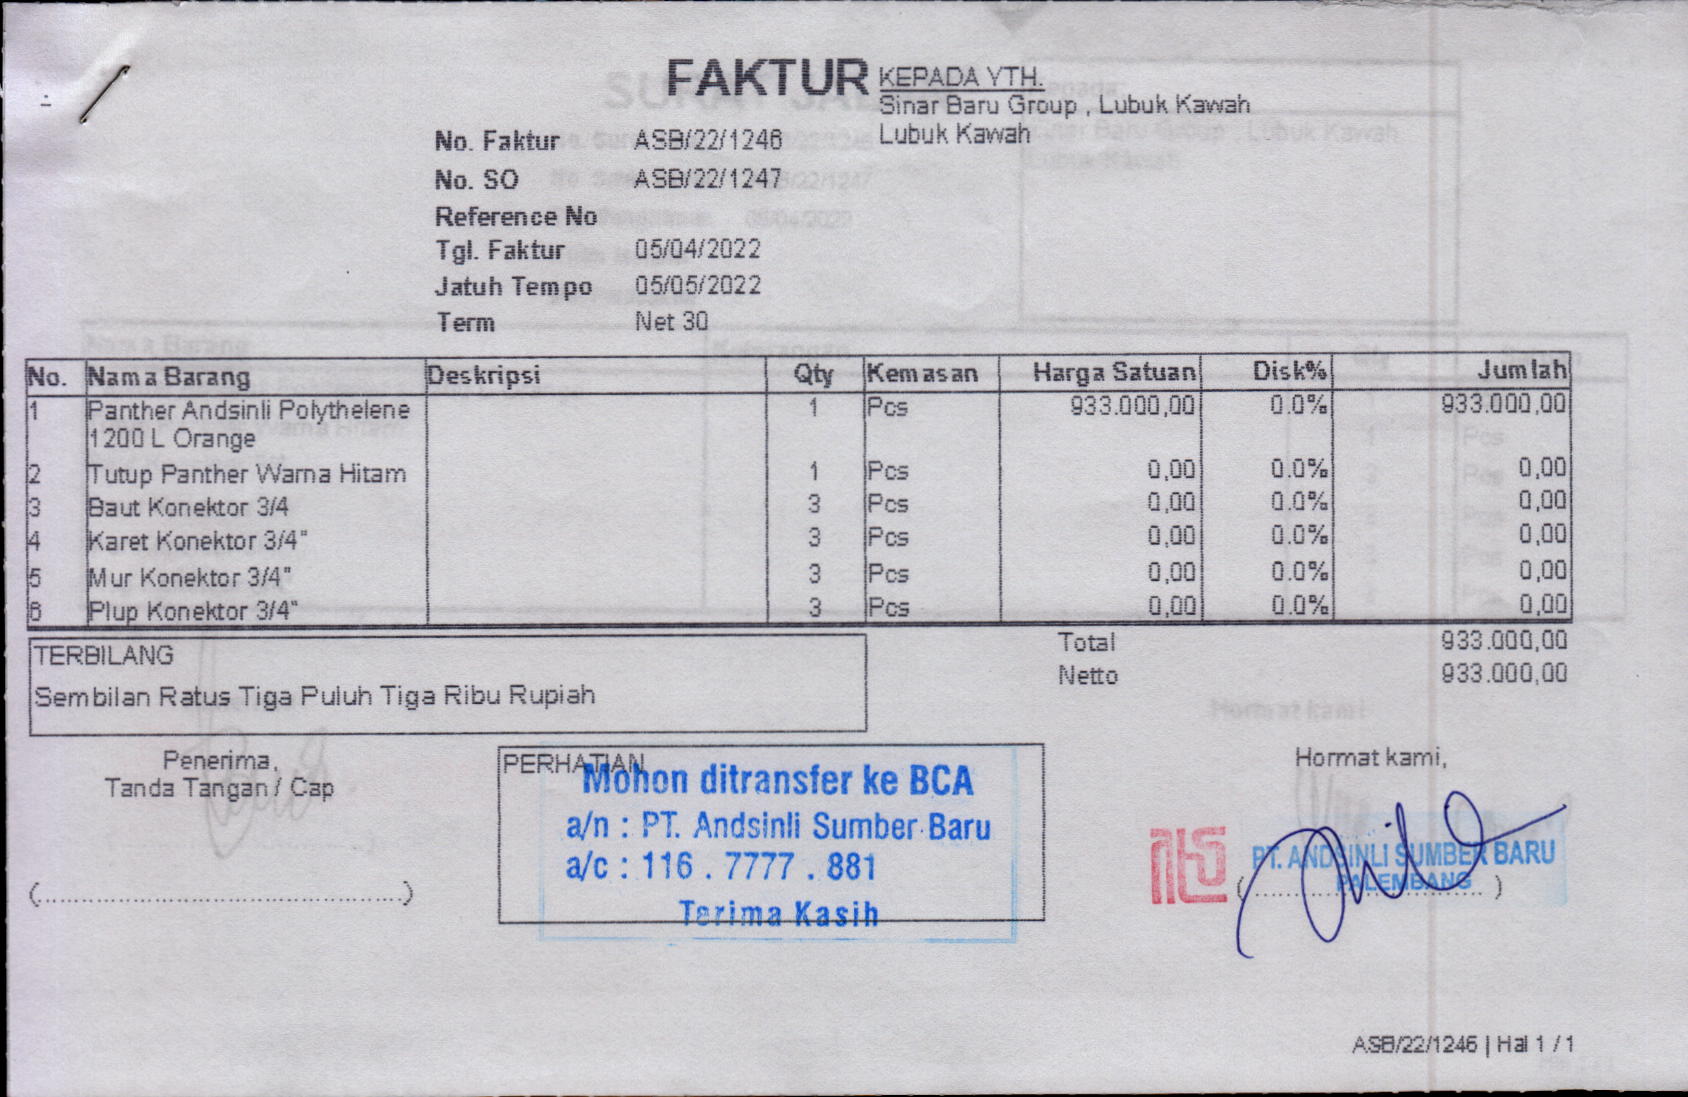 FAKTUR
KEPADA YTH.
Sinar Baru Group , Lubuk Kawah
Lubuk Kawah
No. Faktur ASB/22/1246
No. SO ASB/22/1247
Reference No
Tgl. Faktur 05/04/2022
Jatuh Tempo 05/05/2022
Term Net 30
No. Nama Barang Deskripsi Qty Kemasan Harga Satuan Disk% Jumlah
1 Panther Andsinli Polythelene 1 Pcs 933.000,00 0.0% 933.000,00
1200 L Orange
2 Tutup Panther Warna Hitam 1 Pcs 0,00 0.0% 0,00
3 Baut Konektor 3/4 3 Pcs 0,00 0.0% 0,00
4 Karet Konektor 3/4" 3 Pcs 0,00 0.0% 0,00
5 Mur Konektor 3/4" 3 Pcs 0,00 0.0% 0,00
6 Plup Konektor 3/4" 3 Pcs 0,00 0.0% 0,00
Total 933.000,00
Netto 933.000,00
TERBILANG
Sembilan Ratus Tiga Puluh Tiga Ribu Rupiah
Penerima,
Tanda Tangan / Cap
(..........................................)
PERHATIAN
Mohon ditransfer ke BCA
a/n : PT. Andsinli Sumber Baru
a/c : 116 . 7777 . 881
Terima Kasih
Hormat kami,
PT. ANDSINLI SUMBER BARU
PALEMBANG
ASB/22/1246 | Hal 1 / 1